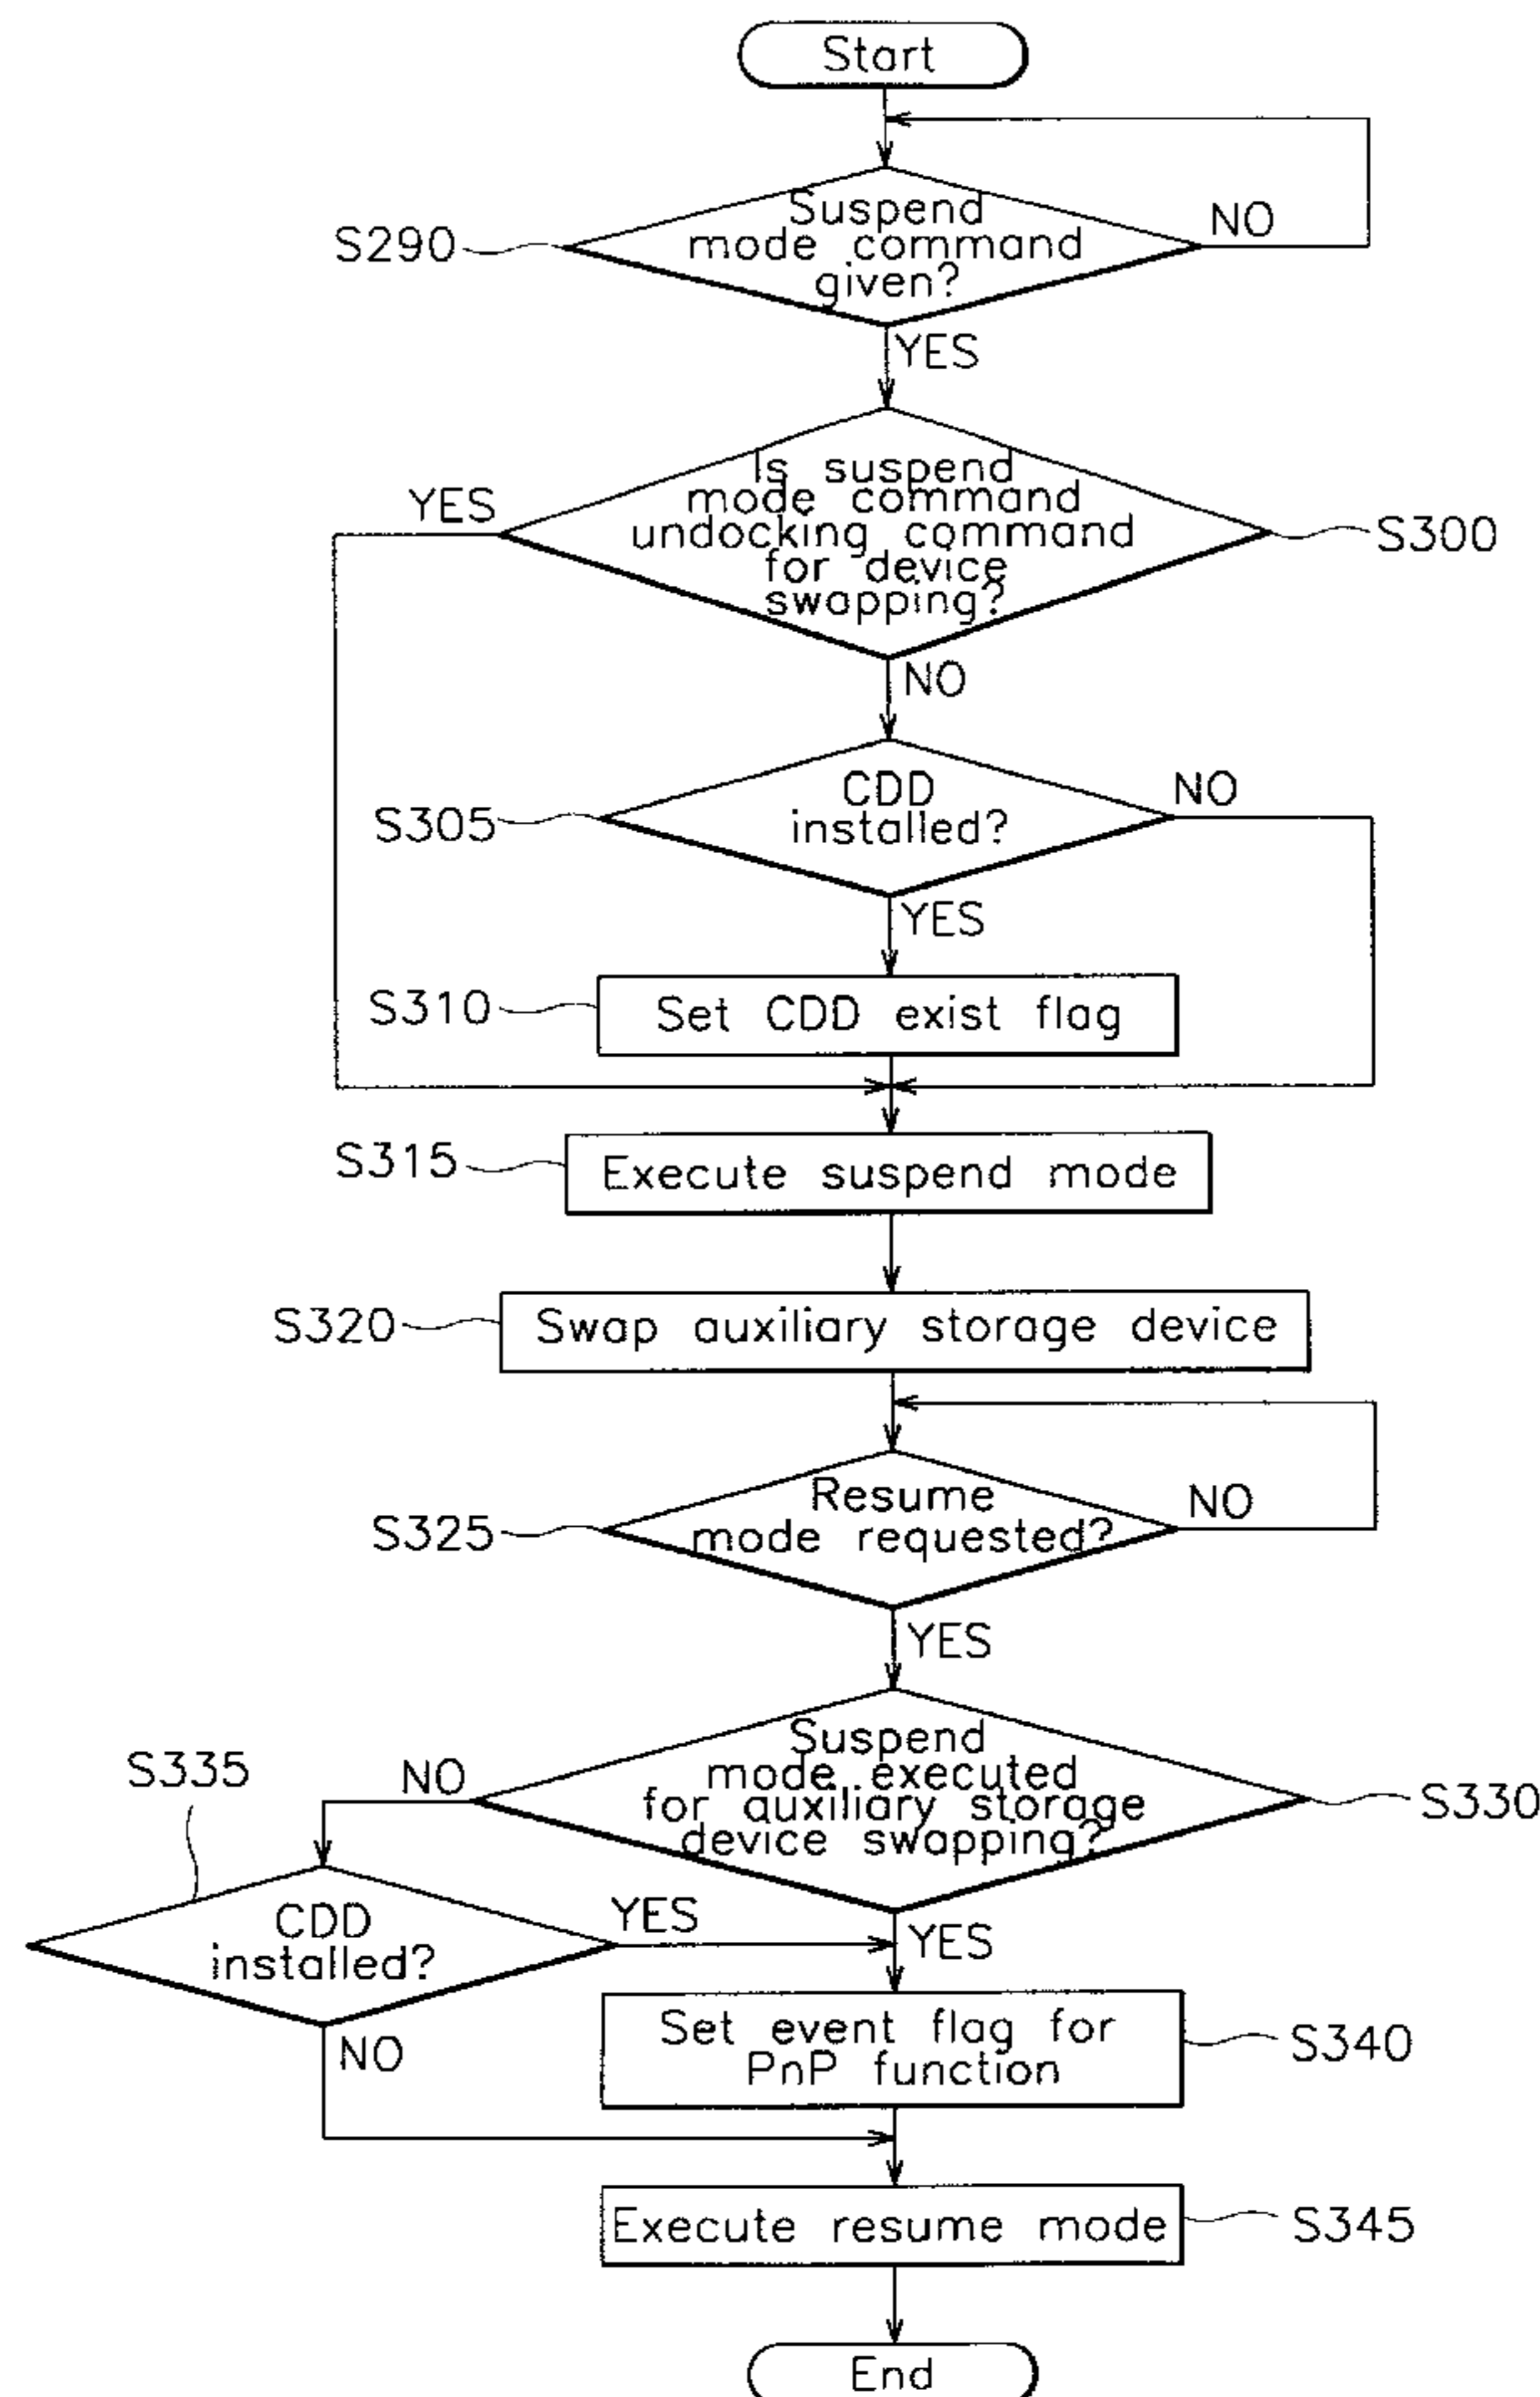 Start
Suspend
mode command
given?
NO
S290
YES
Is suspend
mode command
undocking command
for device
swapping?
YES
S300
NO
CDD
installed?
NO
S305
YES
S310
Set CDD exist flag
S315
Execute suspend mode
S320
Swap auxiliary storage device
Resume
mode requested?
NO
S325
YES
Suspend
mode executed
for auxiliary storage
device swapping?
NO
S330
S335
CDD
installed?
YES
YES
NO
Set event flag for
PnP function
S340
Execute resume mode
S345
End